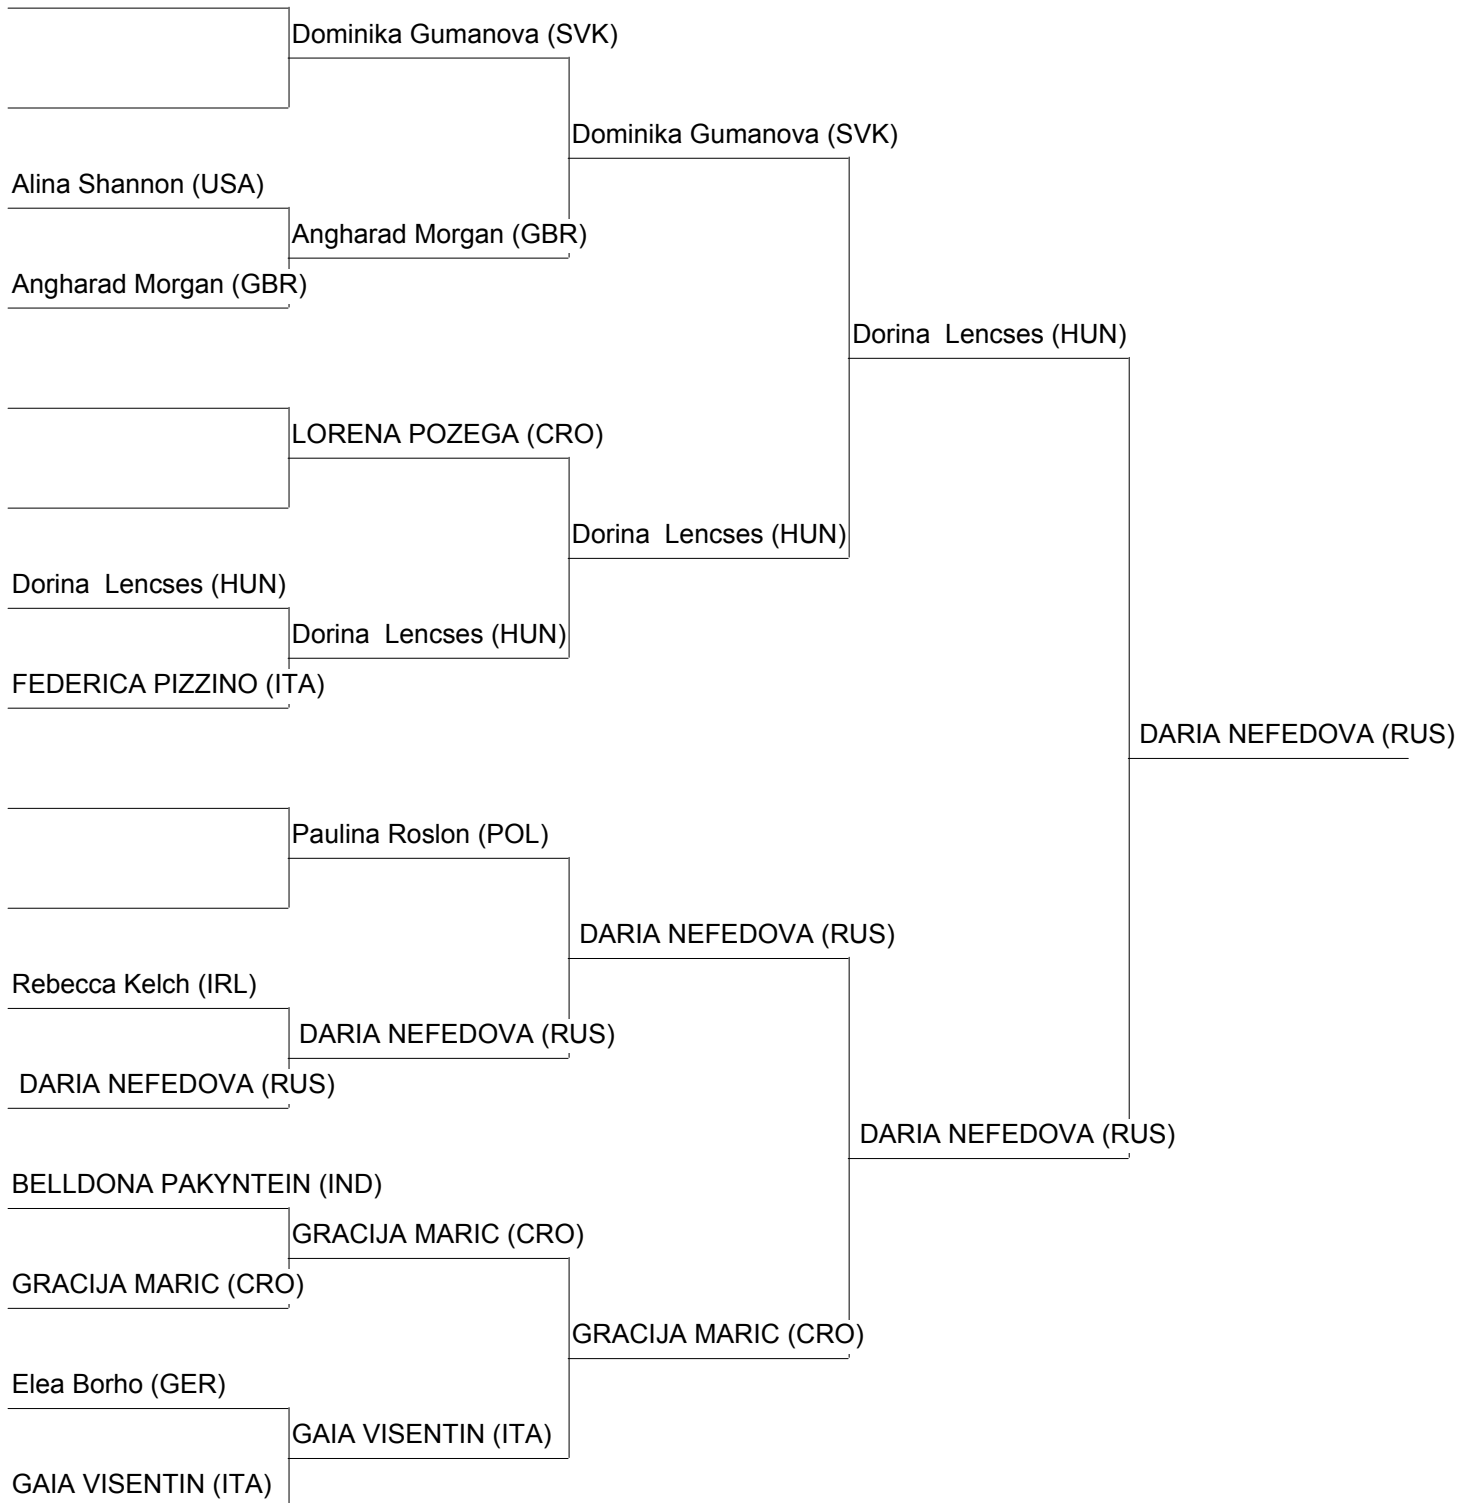 Dominika Gumanova (SVK)
Dominika Gumanova (SVK)
Alina Shannon (USA)
Angharad Morgan (GBR)
Angharad Morgan (GBR)
Dorina  Lencses (HUN)
LORENA POZEGA (CRO)
Dorina  Lencses (HUN)
Dorina  Lencses (HUN)
Dorina  Lencses (HUN)
FEDERICA PIZZINO (ITA)
DARIA NEFEDOVA (RUS)
Paulina Roslon (POL)
DARIA NEFEDOVA (RUS)
Rebecca Kelch (IRL)
DARIA NEFEDOVA (RUS)
DARIA NEFEDOVA (RUS)
DARIA NEFEDOVA (RUS)
BELLDONA PAKYNTEIN (IND)
GRACIJA MARIC (CRO)
GRACIJA MARIC (CRO)
GRACIJA MARIC (CRO)
Elea Borho (GER)
GAIA VISENTIN (ITA)
GAIA VISENTIN (ITA)